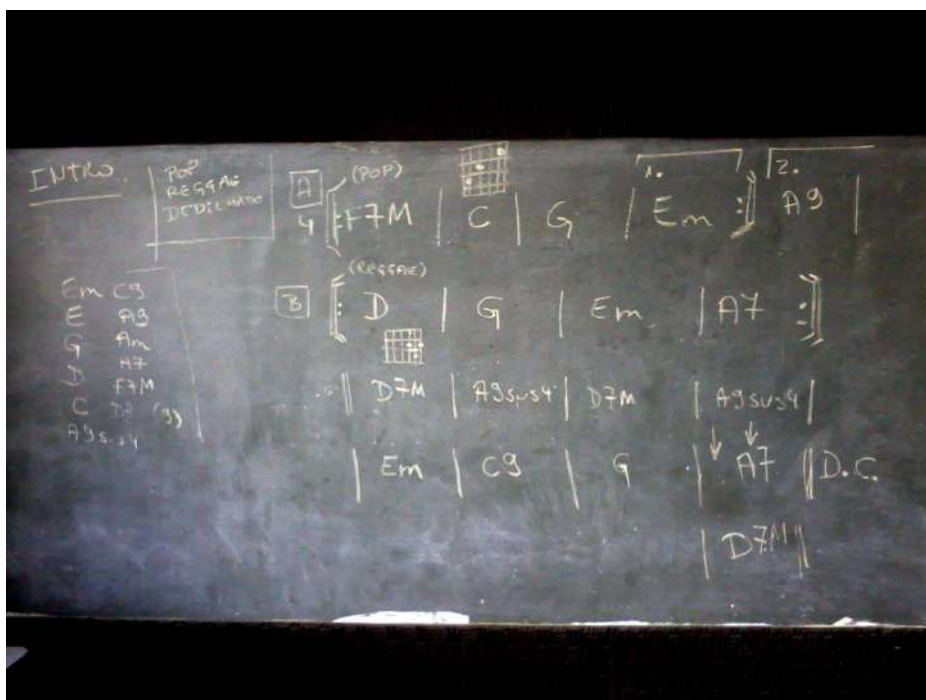 INTRO.
POP
REGGAE
DEDILHADO
A (POP) 1. 2.
4 F7M | C | G | Em :| A9 |
(REGGAE)
B |: D | G | Em | A7 :|
|| D7M | A9sus4 | D7M | A9sus4 |
| Em | C9 | G | A7 || D.C.
| D7M ||
Em C9
E A9
G Am
D A7
F7M
C (9)
A9sus4